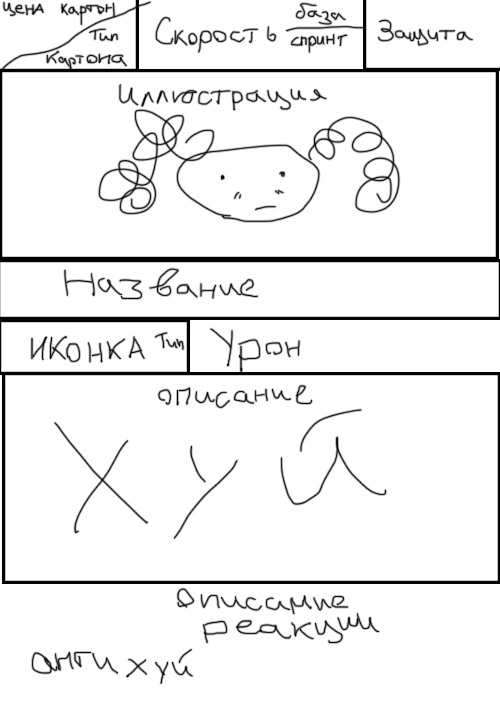 цена картон
Тип
картона
Скорость база
спринт
Защита
Иллюстрация
Название
ИКОНКА Тип
Урон
описание
Хуй
Описание
реакции
анти хуй